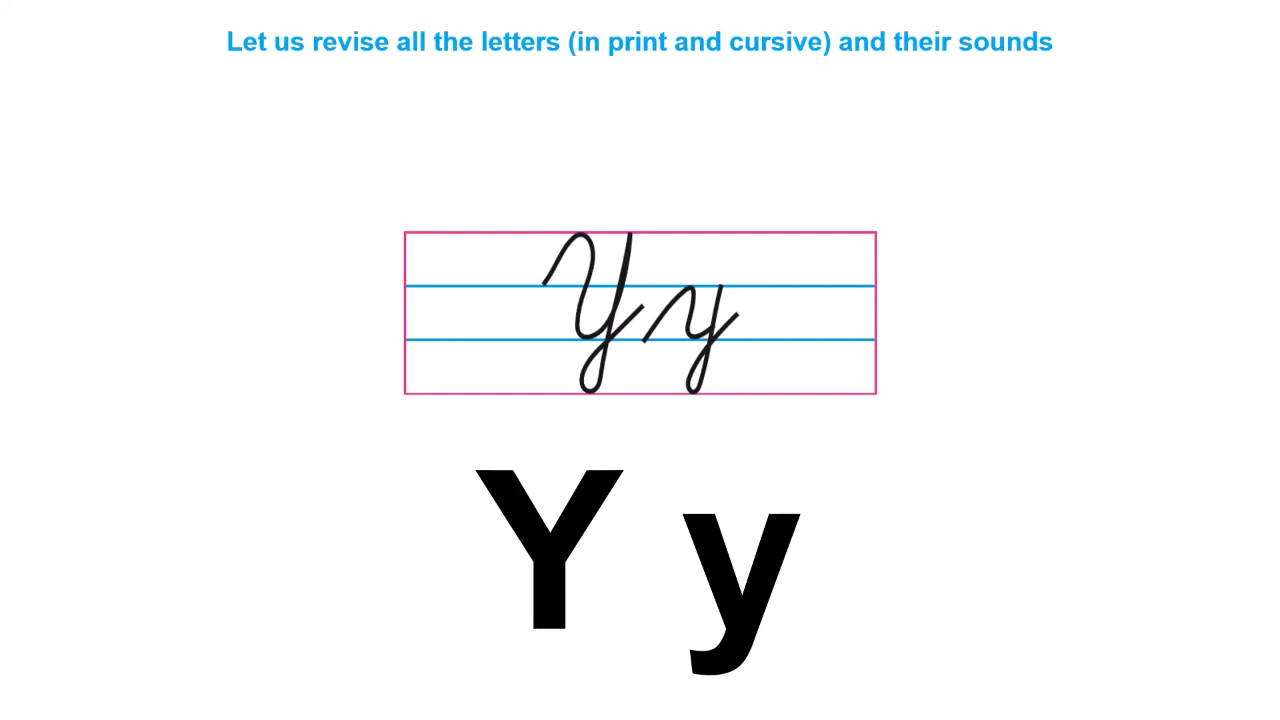 Let us revise all the letters (in print and cursive) and their sounds
Yy
Y y